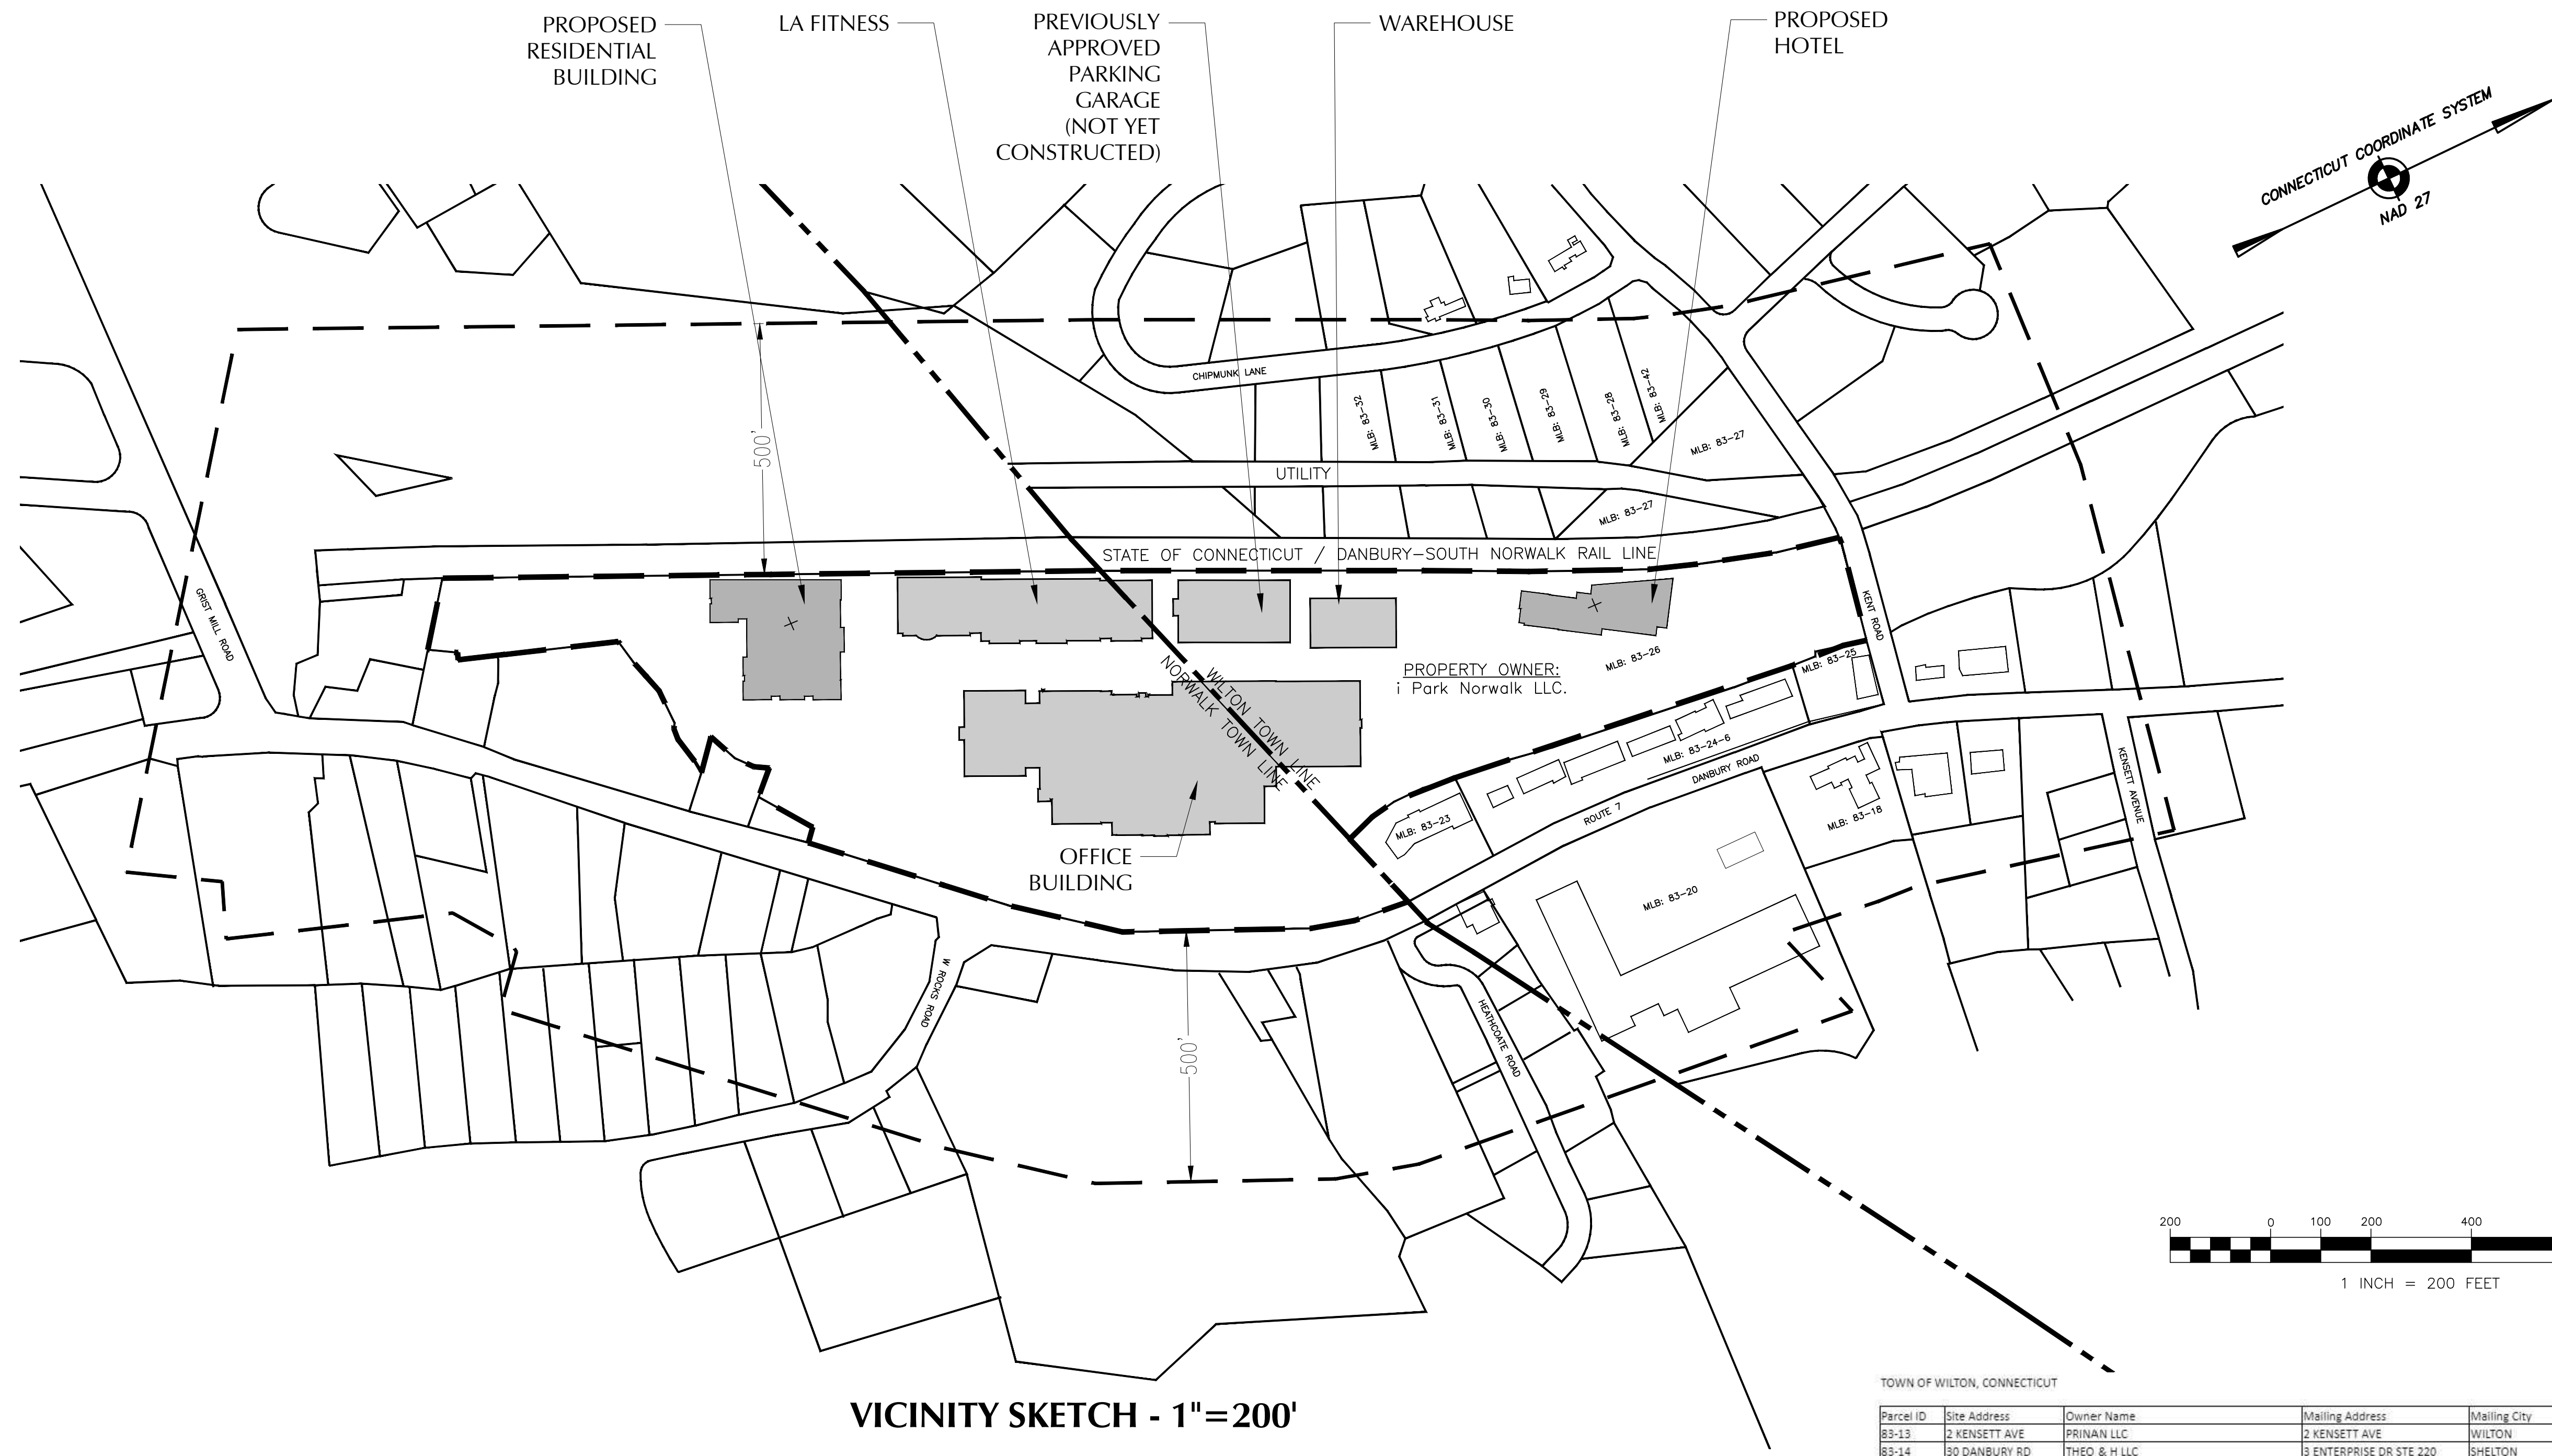 PROPOSED
RESIDENTIAL
BUILDING
LA FITNESS
PREVIOUSLY
APPROVED
PARKING
GARAGE
(NOT YET
CONSTRUCTED)
WAREHOUSE
PROPOSED
HOTEL
CONNECTICUT COORDINATE SYSTEM
NAD 27
CHIPMUNK LANE
MLB: 83-32
MLB: 83-31
MLB: 83-30
MLB: 83-29
MLB: 83-28
MLB: 83-42
MLB: 83-27
500'
UTILITY
MLB: 83-27
STATE OF CONNECTICUT / DANBURY-SOUTH NORWALK RAIL LINE
GRIST MILL ROAD
KENT ROAD
PROPERTY OWNER:
i Park Norwalk LLC.
MLB: 83-26
MLB: 83-25
WILTON TOWN LINE
NORWALK TOWN LINE
MLB: 83-24-6
DANBURY ROAD
ROUTE 7
KENSETT AVENUE
MLB: 83-23
MLB: 83-18
OFFICE
BUILDING
MLB: 83-20
W ROCKS ROAD
HEATHCOATE ROAD
500'
200 0 100 200 400
1 INCH = 200 FEET
VICINITY SKETCH - 1"=200'
TOWN OF WILTON, CONNECTICUT
Parcel ID Site Address Owner Name Mailing Address Mailing City
83-13 2 KENSETT AVE PRINAN LLC 2 KENSETT AVE WILTON
83-14 30 DANBURY RD THEO & H LLC 3 ENTERPRISE DR STE 220 SHELTON